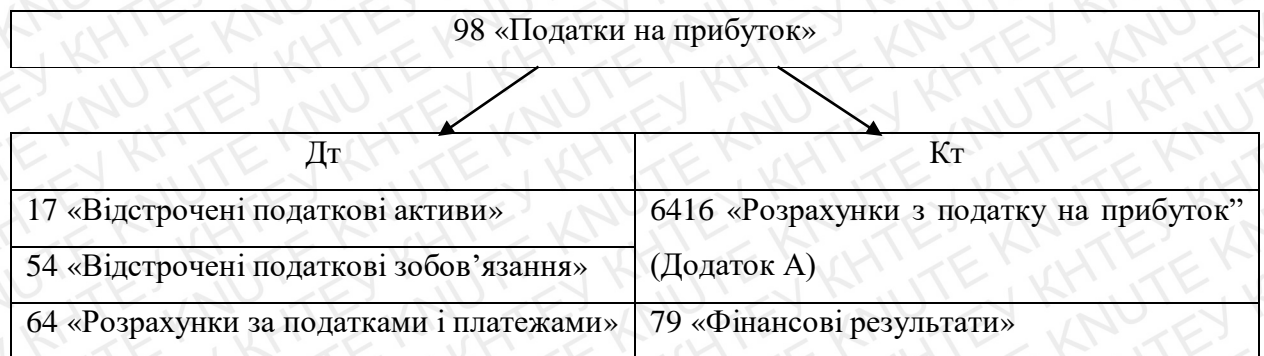 98 «Податки на прибуток»
Дт
Кт
17 «Відстрочені податкові активи»
6416 «Розрахунки з податку на прибуток”
(Додаток А)
54 «Відстрочені податкові зобов’язання»
64 «Розрахунки за податками і платежами»
79 «Фінансові результати»